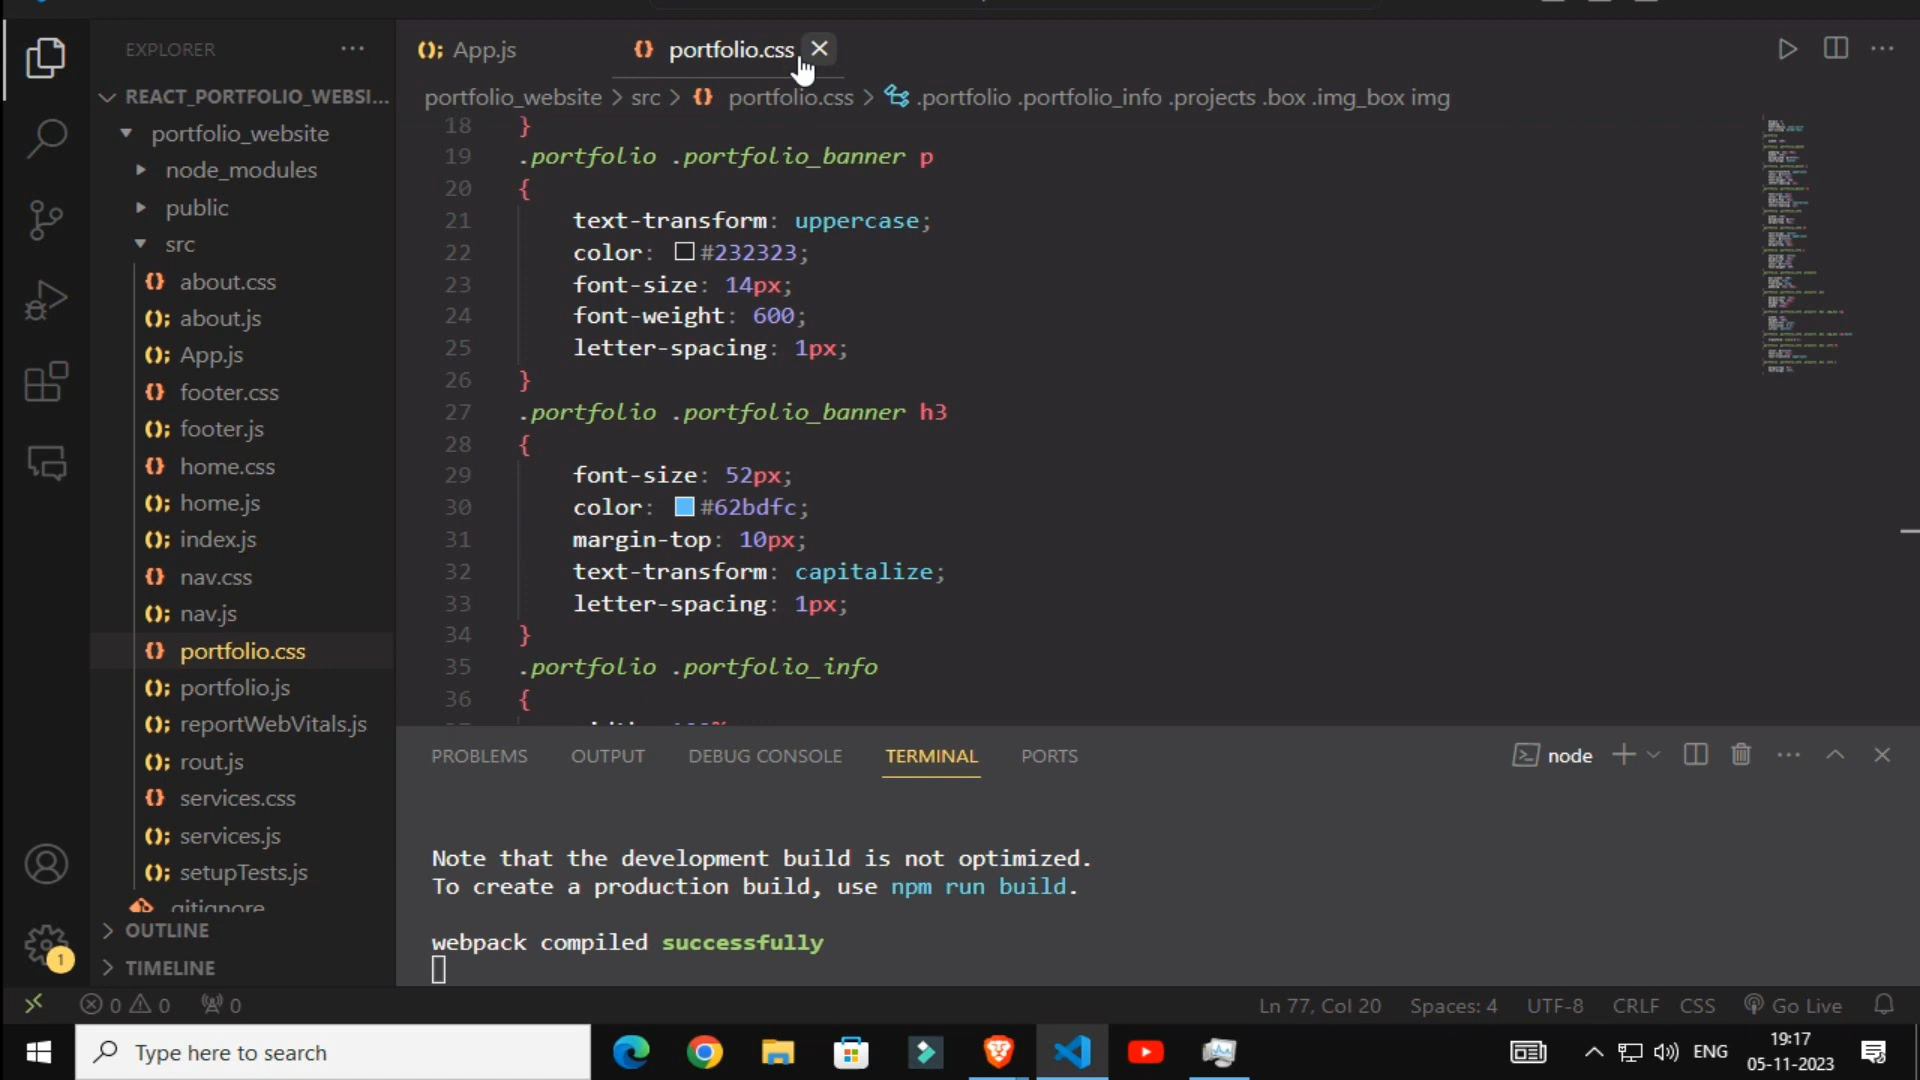 EXPLORER
REACT_PORTFOLIO_WEBSI...
portfolio_website
node_modules
public
src
about.css
about.js
App.js
footer.css
footer.js
home.css
home.js
index.js
nav.css
nav.js
portfolio.css
portfolio.js
reportWebVitals.js
rout.js
services.css
services.js
setupTests.js
.gitignore
OUTLINE
TIMELINE
App.js
portfolio.css
portfolio_website > src > portfolio.css > .portfolio .portfolio_info .projects .box .img_box img
18 }
19 .portfolio .portfolio_banner p
20 {
21 text-transform: uppercase;
22 color: #232323;
23 font-size: 14px;
24 font-weight: 600;
25 letter-spacing: 1px;
26 }
27 .portfolio .portfolio_banner h3
28 {
29 font-size: 52px;
30 color: #62bdfc;
31 margin-top: 10px;
32 text-transform: capitalize;
33 letter-spacing: 1px;
34 }
35 .portfolio .portfolio_info
36 {
PROBLEMS OUTPUT DEBUG CONSOLE TERMINAL PORTS
node
Note that the development build is not optimized.
To create a production build, use npm run build.
webpack compiled successfully
1
0 0 0
Ln 77, Col 20 Spaces: 4 UTF-8 CRLF CSS Go Live
Type here to search
ENG
19:17
05-11-2023